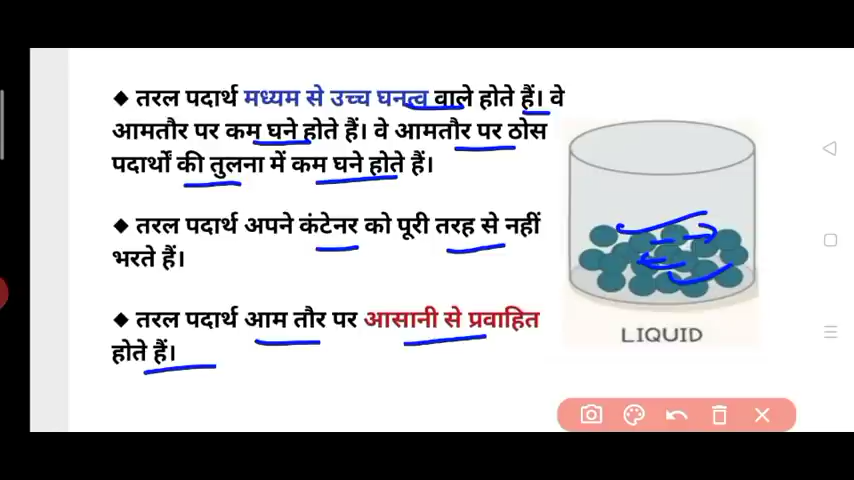 ◆ तरल पदार्थ मध्यम से उच्च घनत्व वाले होते हैं। वे
आमतौर पर कम घने होते हैं। वे आमतौर पर ठोस
पदार्थों की तुलना में कम घने होते हैं।
◆ तरल पदार्थ अपने कंटेनर को पूरी तरह से नहीं
भरते हैं।
◆ तरल पदार्थ आम तौर पर आसानी से प्रवाहित
होते हैं।
LIQUID